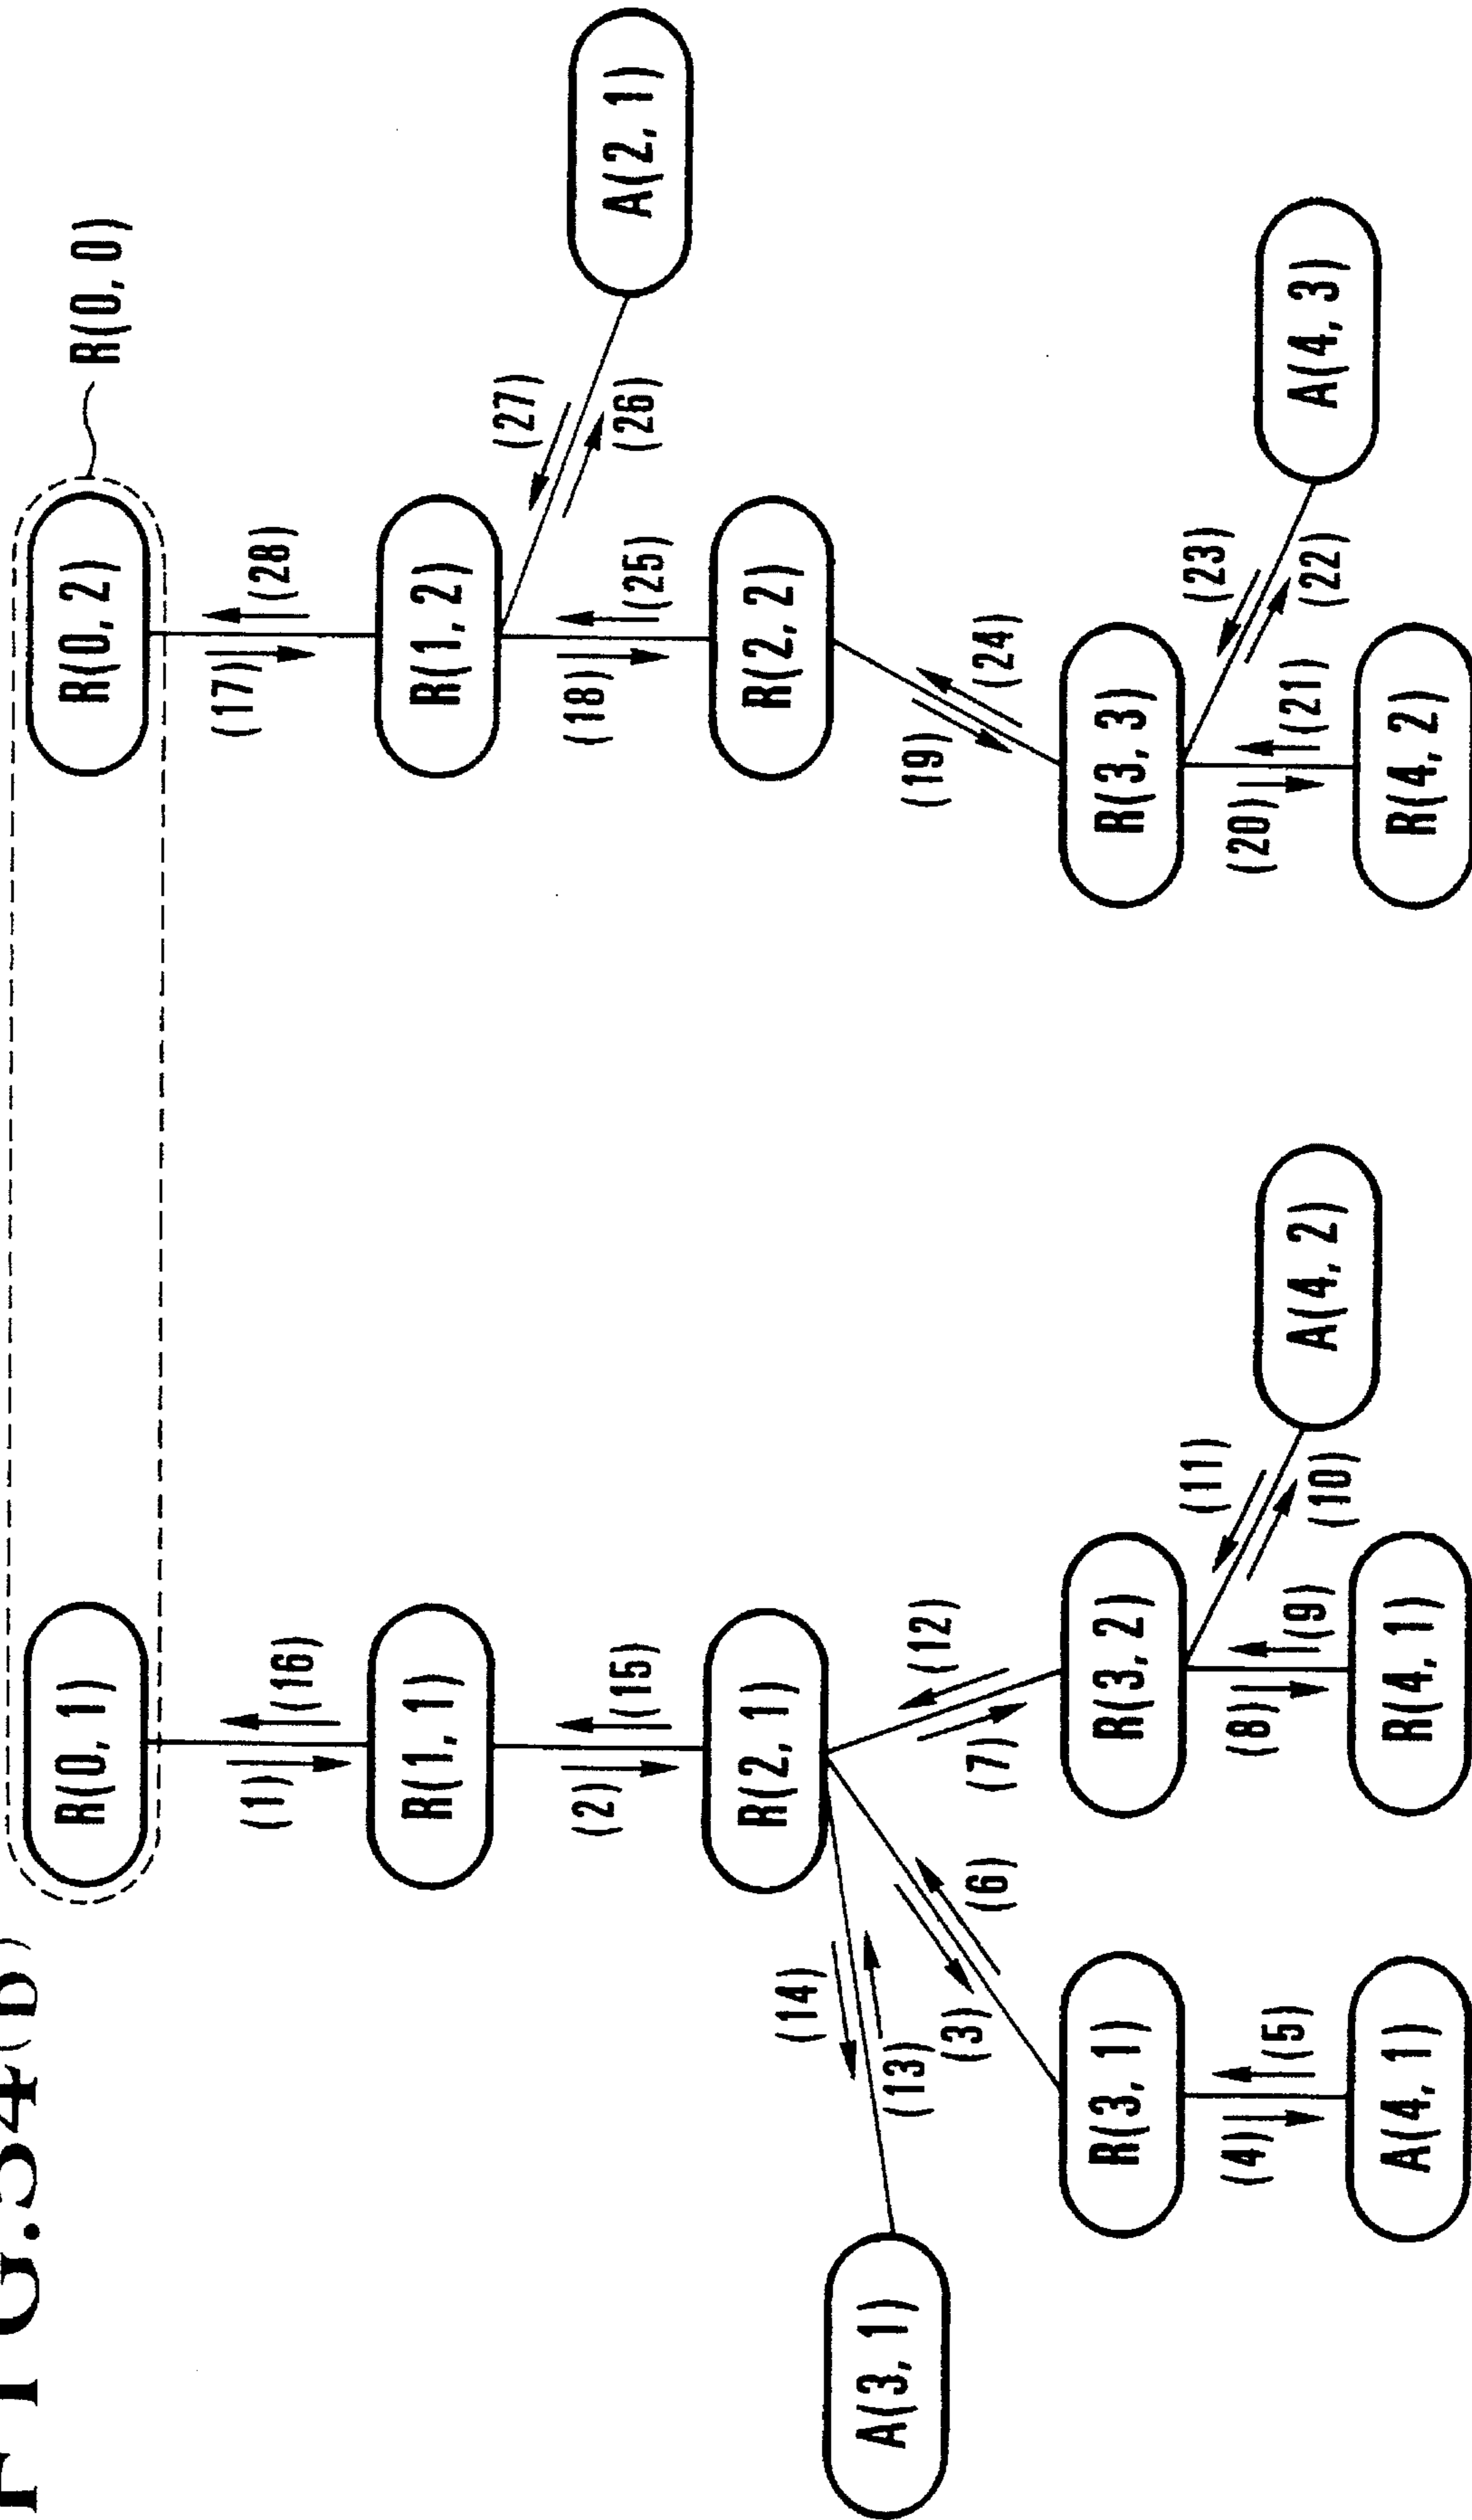 FIG.34(D)
R(0,0)
R(0,1)
R(0,2)
(1)
(16)
(17)
(28)
R(1,1)
R(1,2)
(2)
(15)
(18)
(25)
(27)
(26)
A(2,1)
R(2,1)
R(2,2)
(14)
(13)
(3)
(6)
(7)
(12)
(19)
(24)
A(3,1)
R(3,1)
R(3,2)
R(3,3)
(4)
(5)
(8)
(9)
(11)
(10)
(20)
(21)
(23)
(22)
A(4,2)
A(4,3)
A(4,1)
R(4,1)
R(4,2)